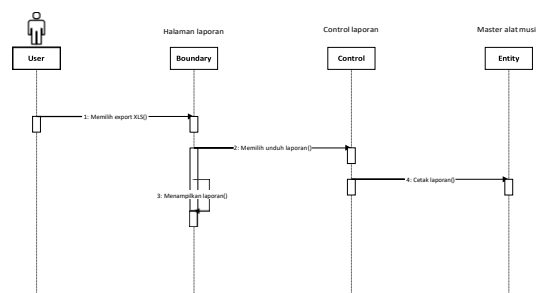 Halaman laporan
Control laporan
Master alat musi
User
Boundary
Control
Entity
1: Memilih export XLS()
2: Memilih unduh laporan()
3: Menampilkan laporan()
4: Cetak laporan()